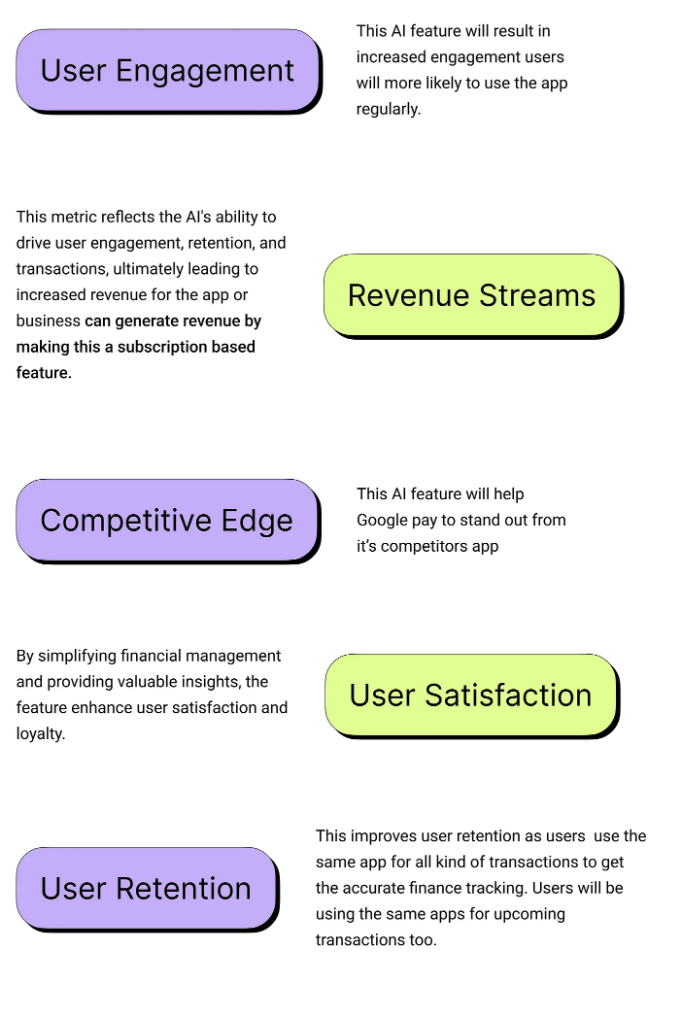 User Engagement
This AI feature will result in
increased engagement users
will more likely to use the app
regularly.
This metric reflects the AI's ability to
drive user engagement, retention, and
transactions, ultimately leading to
increased revenue for the app or
business can generate revenue by
making this a subscription based
feature.
Revenue Streams
Competitive Edge
This AI feature will help
Google pay to stand out from
it’s competitors app
By simplifying financial management
and providing valuable insights, the
feature enhance user satisfaction and
loyalty.
User Satisfaction
User Retention
This improves user retention as users  use the
same app for all kind of transactions to get
the accurate finance tracking. Users will be
using the same apps for upcoming
transactions too.